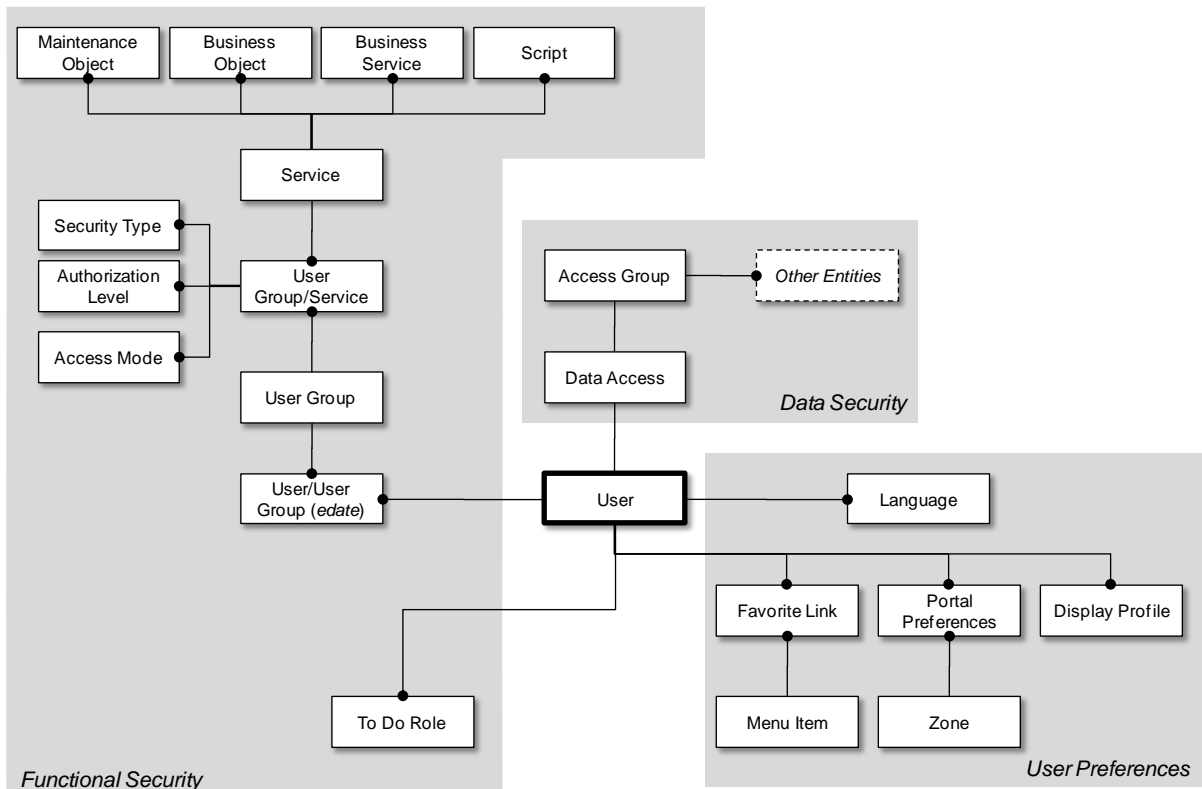 Maintenance
Object
Business
Object
Business
Service
Script
Service
Security Type
Authorization
Level
Access Mode
User
Group/Service
User Group
User/User
Group (edate)
To Do Role
Functional Security
Access Group
Other Entities
Data Access
Data Security
User
Language
Favorite Link
Portal
Preferences
Display Profile
Menu Item
Zone
User Preferences